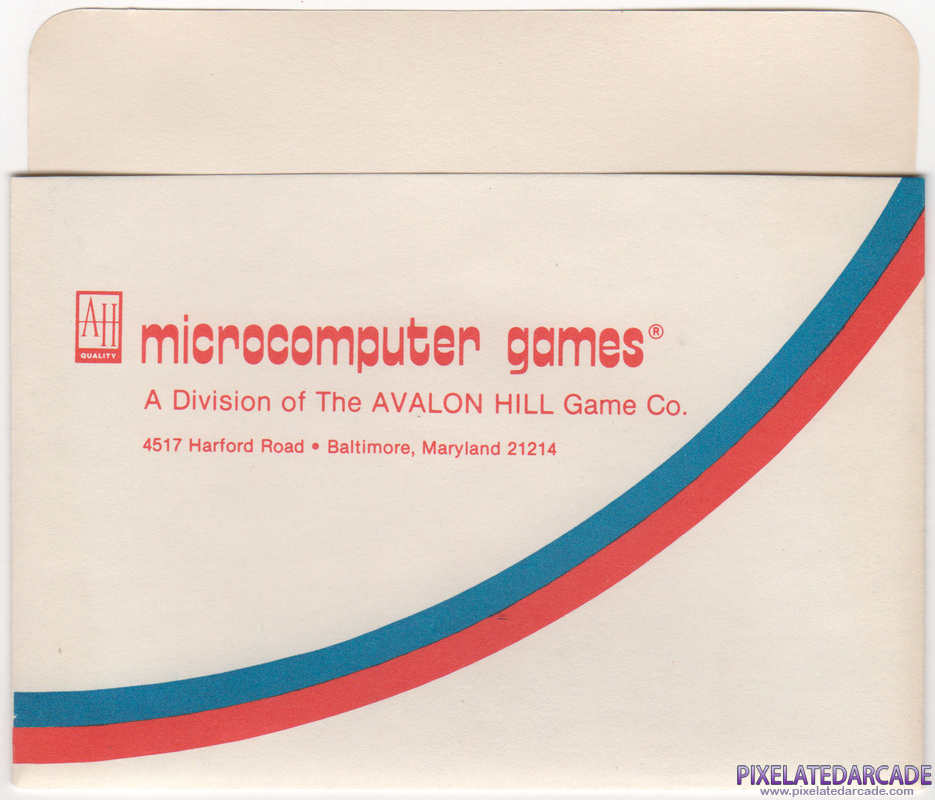 AH
QUALITY
microcomputer games®
A Division of The AVALON HILL Game Co.
4517 Harford Road • Baltimore, Maryland 21214
PIXELATEDARCADE
www.pixelatedarcade.com